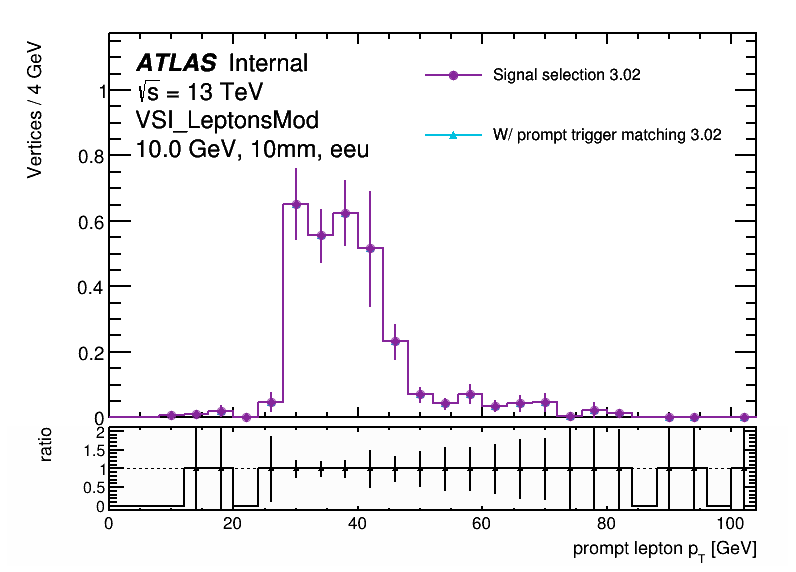 Vertices / 4 GeV
ATLAS Internal
√s = 13 TeV
VSI_LeptonsMod
10.0 GeV, 10mm, eeu
Signal selection 3.02
W/ prompt trigger matching 3.02
1
0.8
0.6
0.4
0.2
0
ratio
2
1.5
1
0.5
0
0 20 40 60 80 100
prompt lepton p_T [GeV]